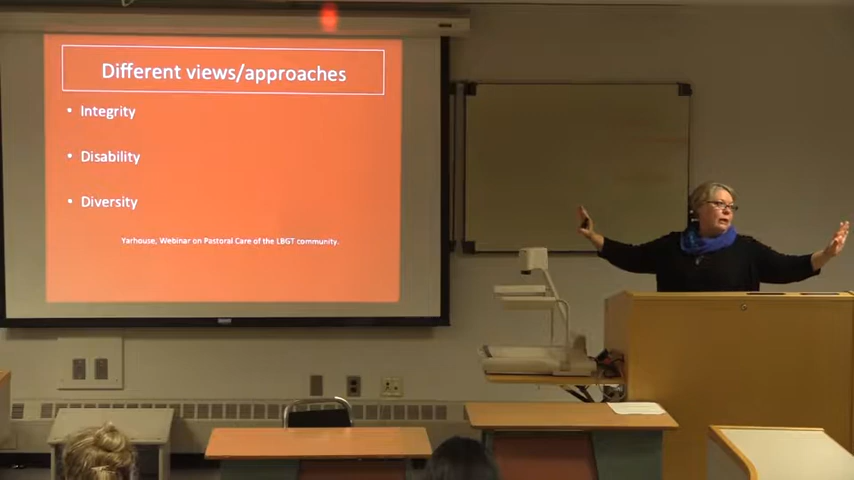 Different views/approaches
• Integrity
• Disability
• Diversity
Yarhouse, Webinar on Pastoral Care of the LBGT community.